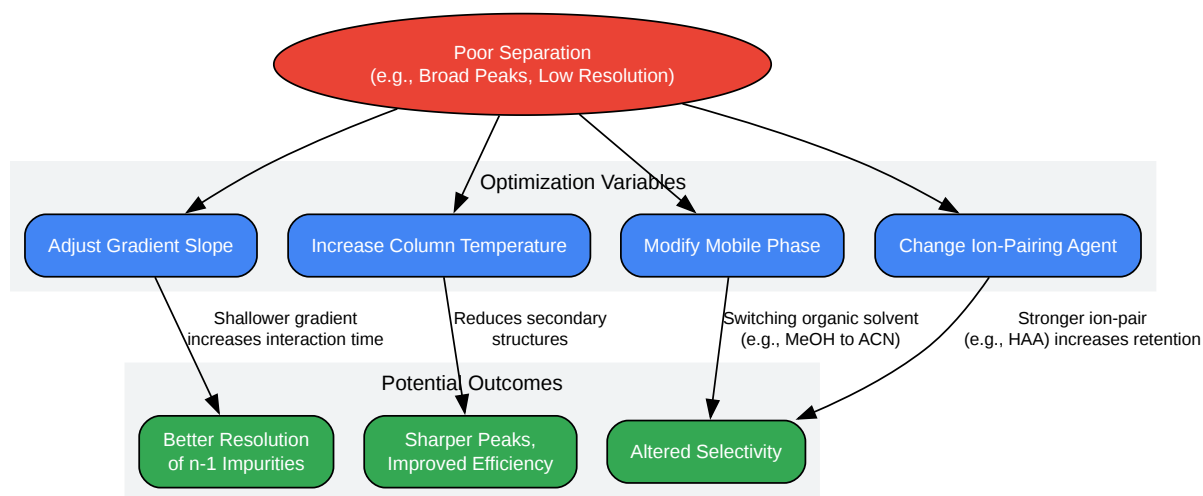 Poor Separation
(e.g., Broad Peaks, Low Resolution)
Optimization Variables
Adjust Gradient Slope
Increase Column Temperature
Modify Mobile Phase
Change Ion-Pairing Agent
Shallower gradient
increases interaction time
Reduces secondary
structures
Switching organic solvent
(e.g., MeOH to ACN)
Stronger ion-pair
(e.g., HAA) increases retention
Potential Outcomes
Better Resolution
of n-1 Impurities
Sharper Peaks,
Improved Efficiency
Altered Selectivity